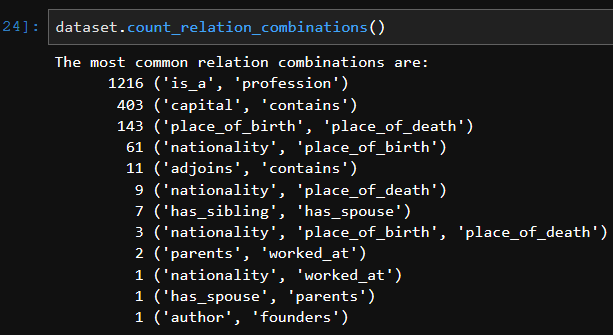 24]: dataset.count_relation_combinations()
The most common relation combinations are:
1216 ('is_a', 'profession')
403 ('capital', 'contains')
143 ('place_of_birth', 'place_of_death')
61 ('nationality', 'place_of_birth')
11 ('adjoins', 'contains')
9 ('nationality', 'place_of_death')
7 ('has_sibling', 'has_spouse')
3 ('nationality', 'place_of_birth', 'place_of_death')
2 ('parents', 'worked_at')
1 ('nationality', 'worked_at')
1 ('has_spouse', 'parents')
1 ('author', 'founders')